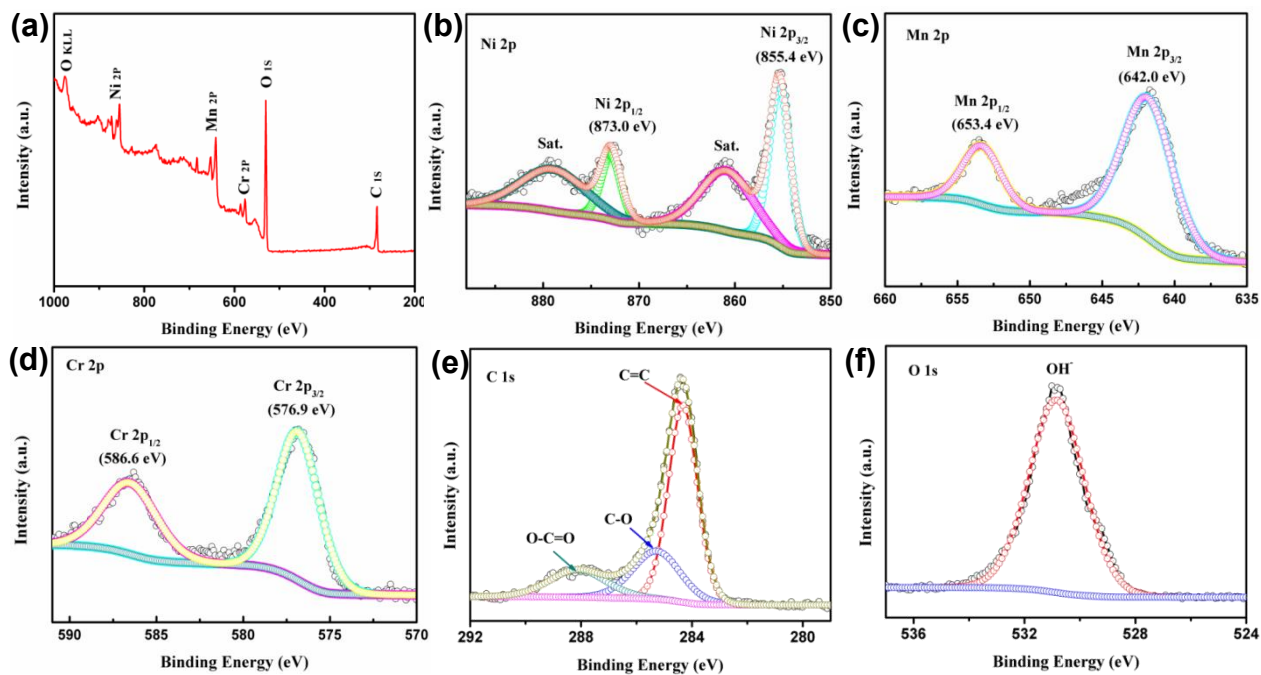 (a)
O KLL
Ni 2P
Mn 2P
Cr 2P
O 1S
C 1S
Intensity (a.u.)
1000 800 600 400 200
Binding Energy (eV)
(b)
Ni 2p
Ni 2p3/2
(855.4 eV)
Ni 2p1/2
(873.0 eV)
Sat.
Sat.
Intensity (a.u.)
880 870 860 850
Binding Energy (eV)
(c)
Mn 2p
Mn 2p3/2
(642.0 eV)
Mn 2p1/2
(653.4 eV)
Intensity (a.u.)
660 655 650 645 640 635
Binding Energy (eV)
(d)
Cr 2p
Cr 2p3/2
(576.9 eV)
Cr 2p1/2
(586.6 eV)
Intensity (a.u.)
590 585 580 575 570
Binding Energy (eV)
(e)
C 1s
C=C
C-O
O-C=O
Intensity (a.u.)
292 288 284 280
Binding Energy (eV)
(f)
O 1s
OH-
Intensity (a.u.)
536 532 528 524
Binding Energy (eV)